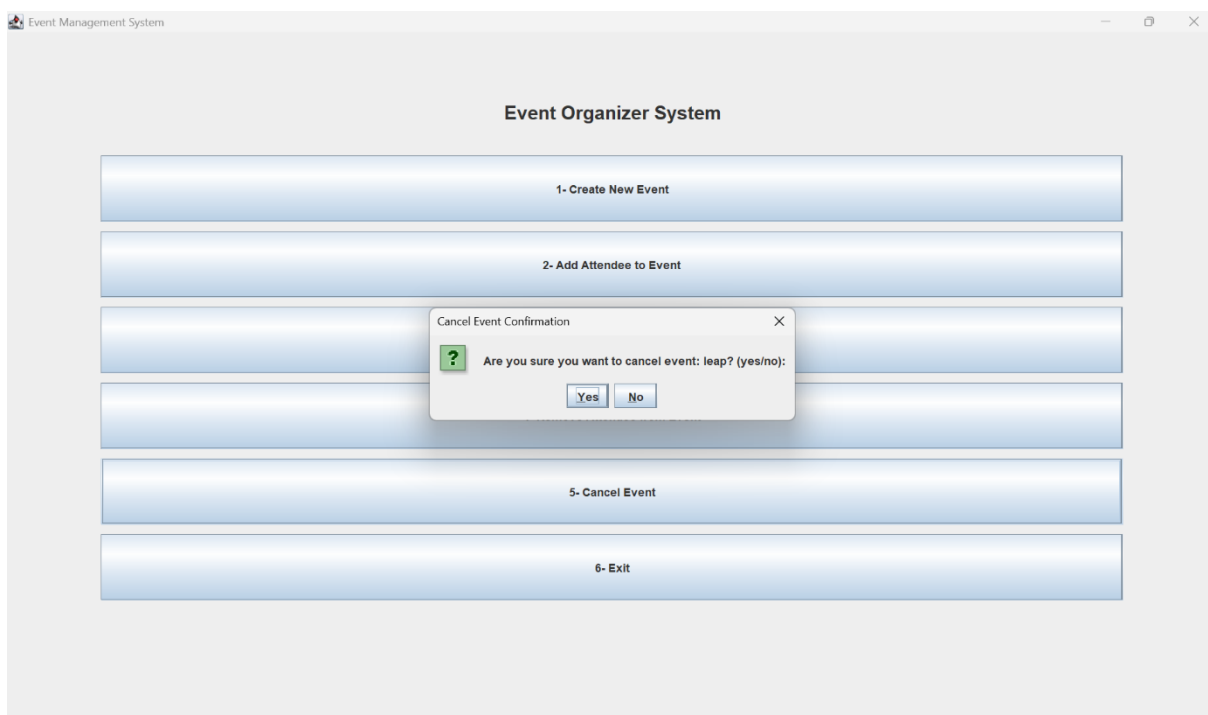 Event Management System
Event Organizer System
1- Create New Event
2- Add Attendee to Event
Cancel Event Confirmation
?
Are you sure you want to cancel event: leap? (yes/no):
Yes
No
5- Cancel Event
6- Exit